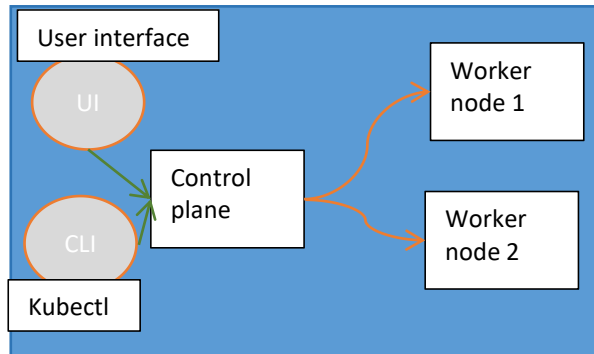 User interface
UI
Worker
node 1
Control
plane
Worker
node 2
CLI
Kubectl